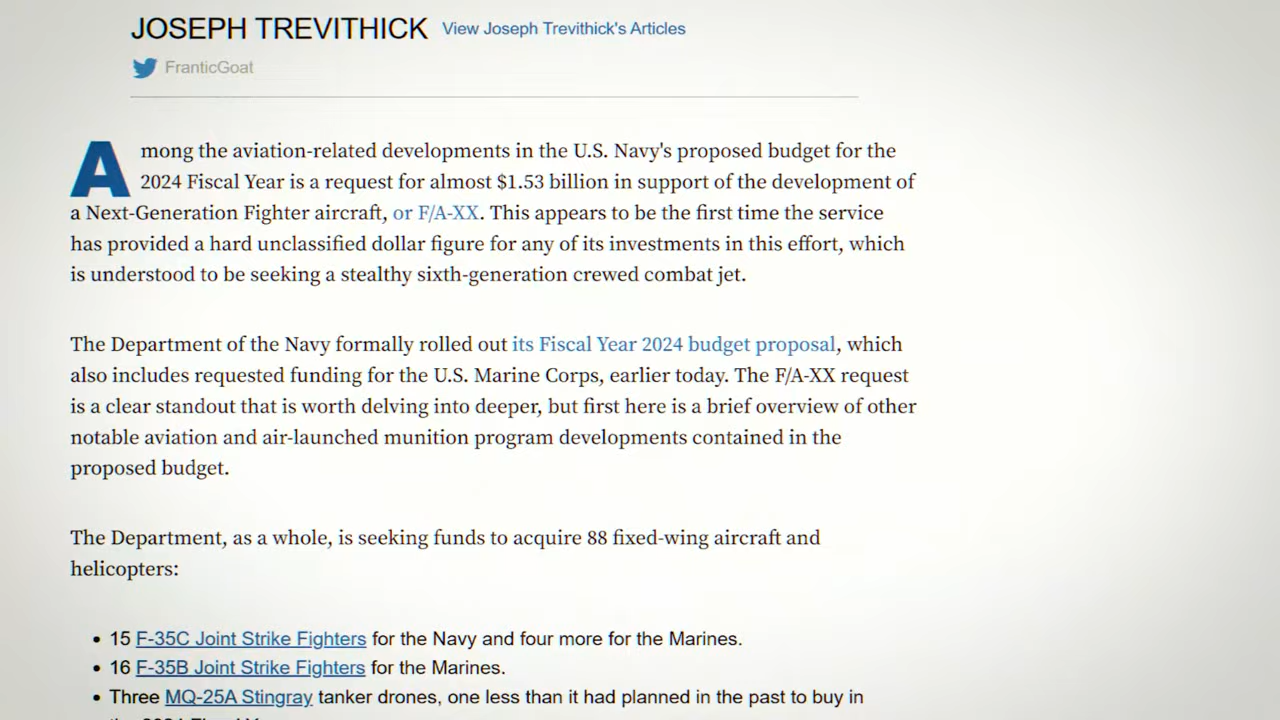 JOSEPH TREVITHICK View Joseph Trevithick's Articles
FranticGoat
Among the aviation-related developments in the U.S. Navy's proposed budget for the
2024 Fiscal Year is a request for almost $1.53 billion in support of the development of
a Next-Generation Fighter aircraft, or F/A-XX. This appears to be the first time the service
has provided a hard unclassified dollar figure for any of its investments in this effort, which
is understood to be seeking a stealthy sixth-generation crewed combat jet.
The Department of the Navy formally rolled out its Fiscal Year 2024 budget proposal, which
also includes requested funding for the U.S. Marine Corps, earlier today. The F/A-XX request
is a clear standout that is worth delving into deeper, but first here is a brief overview of other
notable aviation and air-launched munition program developments contained in the
proposed budget.
The Department, as a whole, is seeking funds to acquire 88 fixed-wing aircraft and
helicopters:
• 15 F-35C Joint Strike Fighters for the Navy and four more for the Marines.
• 16 F-35B Joint Strike Fighters for the Marines.
• Three MQ-25A Stingray tanker drones, one less than it had planned in the past to buy in